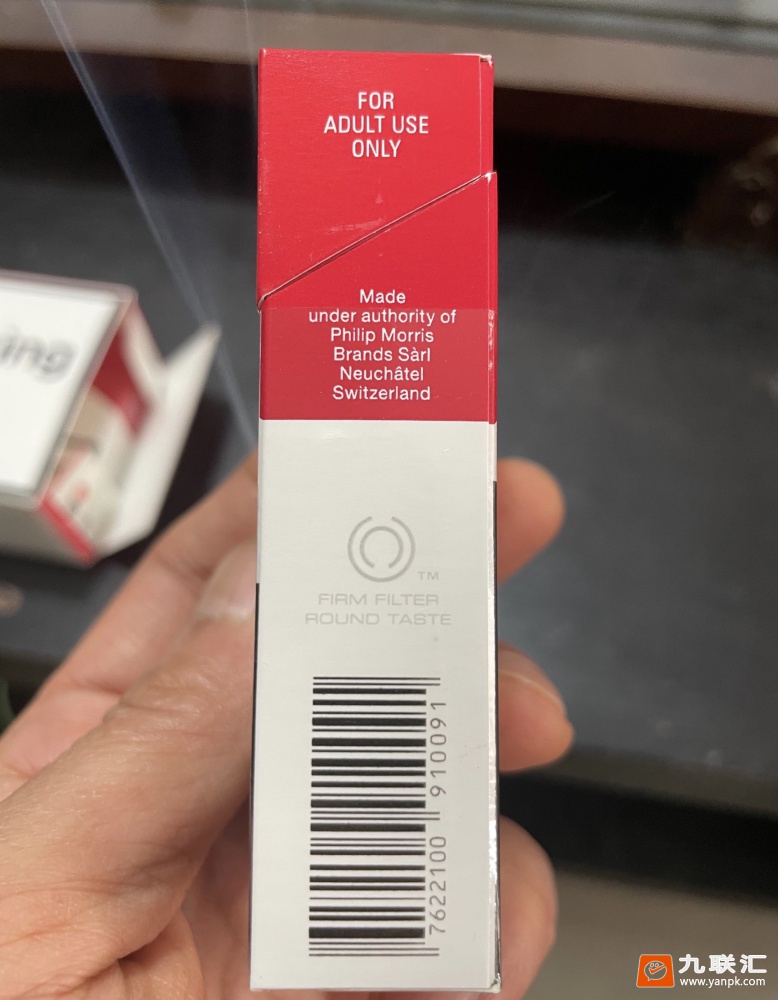 FOR
ADULT USE
ONLY
Made
under authority of
Philip Morris
Brands Sàrl
Neuchâtel
Switzerland
TM
FIRM FILTER
ROUND TASTE
7622100 910091
ing
九联汇
www.yanpk.com